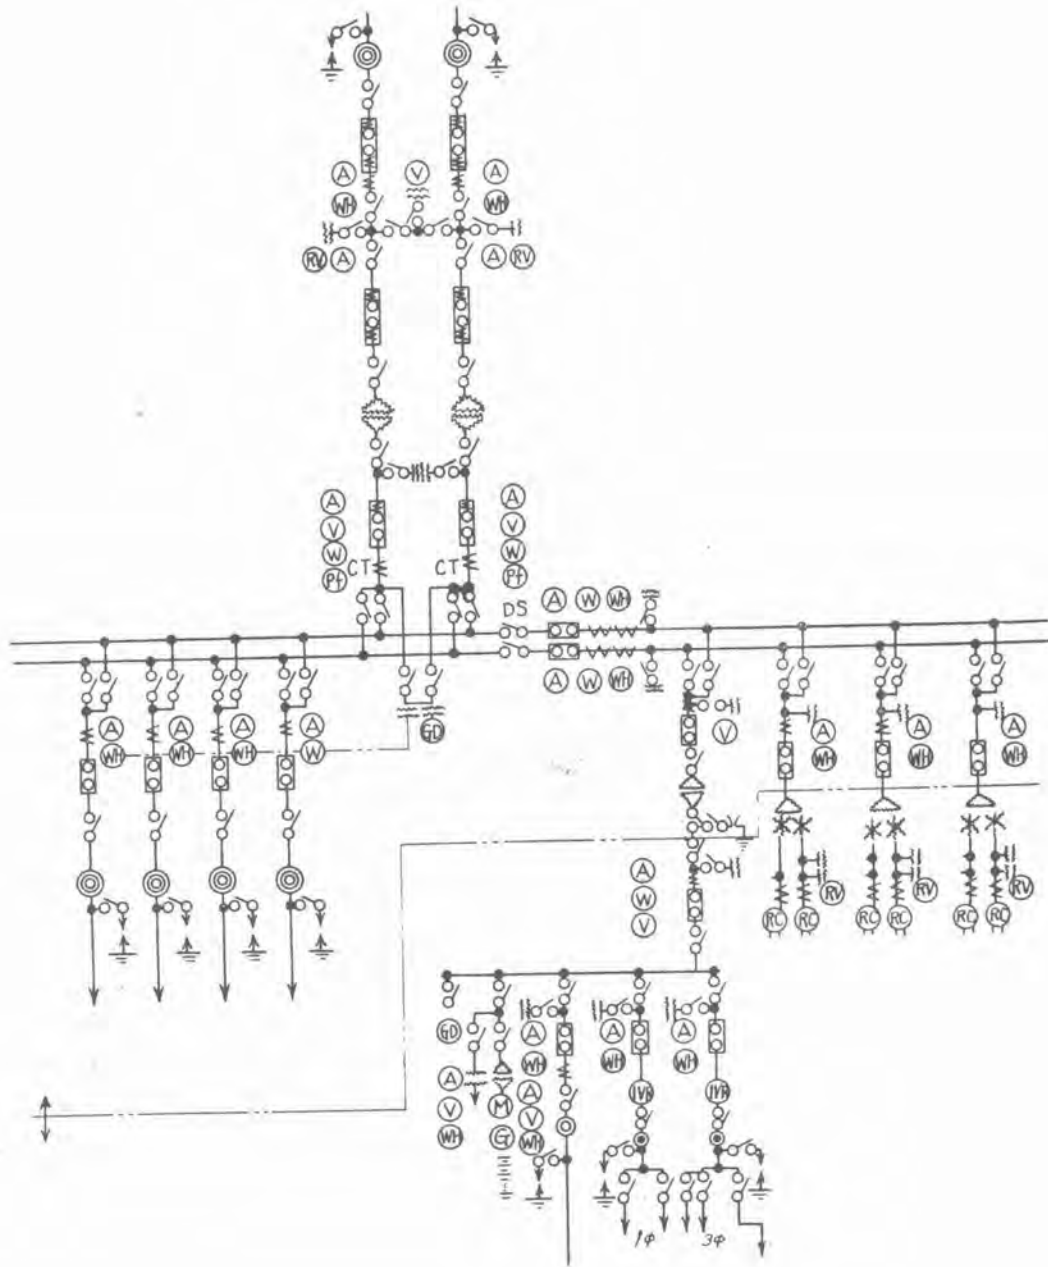 A V A
WH WH
RV A A RV
A A
V V
W W
Pf Pf
CT CT
DS A W WH
A W WH
A A A A
WH WH WH W
GD
V
A A A
WH WH WH
A
W
V
RV RV RV
RC RC RC RC RC RC
GD A A A
WH WH WH
A M A IVR IVR
V G V
WH WH
1φ 3φ